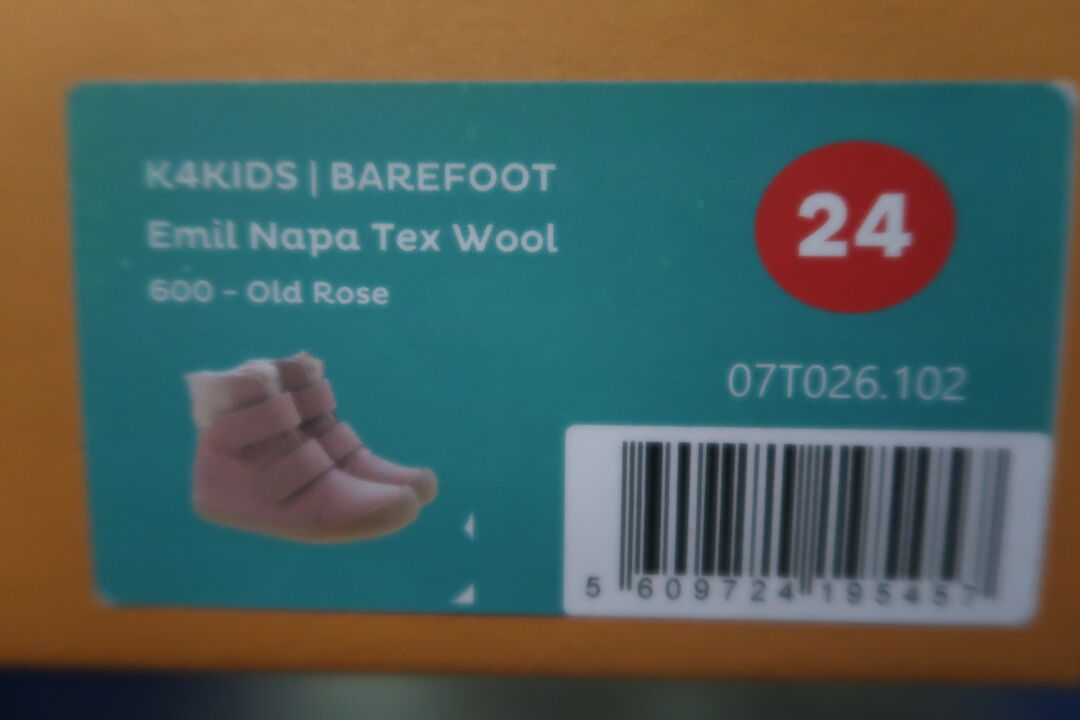 K4KIDS | BAREFOOT
Emil Napa Tex Wool
600 - Old Rose
24
07T026.102
5 609724 195457